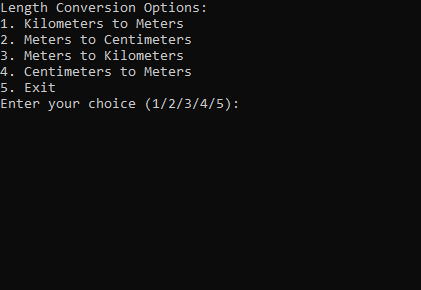 Length Conversion Options:
1. Kilometers to Meters
2. Meters to Centimeters
3. Meters to Kilometers
4. Centimeters to Meters
5. Exit
Enter your choice (1/2/3/4/5):